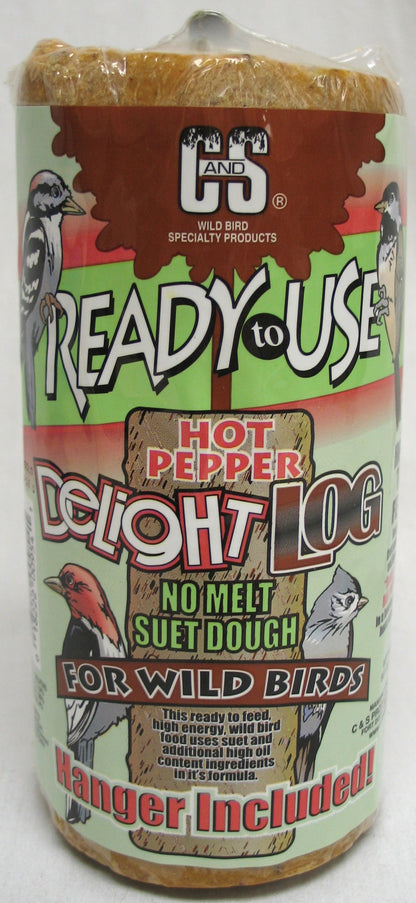 C AND S ®
WILD BIRD
SPECIALTY PRODUCTS
READY to USE
HOT
PEPPER
DELIGHT LOG
NO MELT
SUET DOUGH
FOR WILD BIRDS
This ready to feed,
high energy, wild bird
food uses suet and
additional high oil
content ingredients
in it's formula.
Hanger Included!